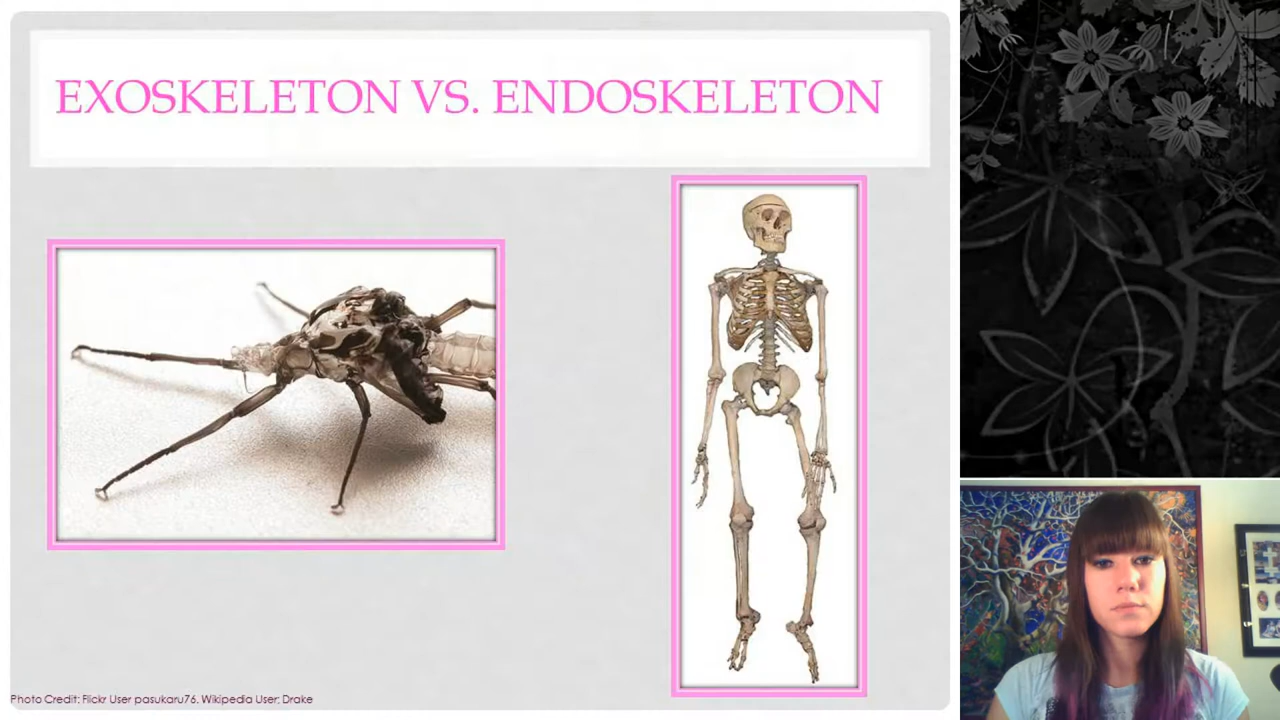 EXOSKELETON VS. ENDOSKELETON
Photo Credit: Flickr User pasukaru76, Wikipedia User: Drake